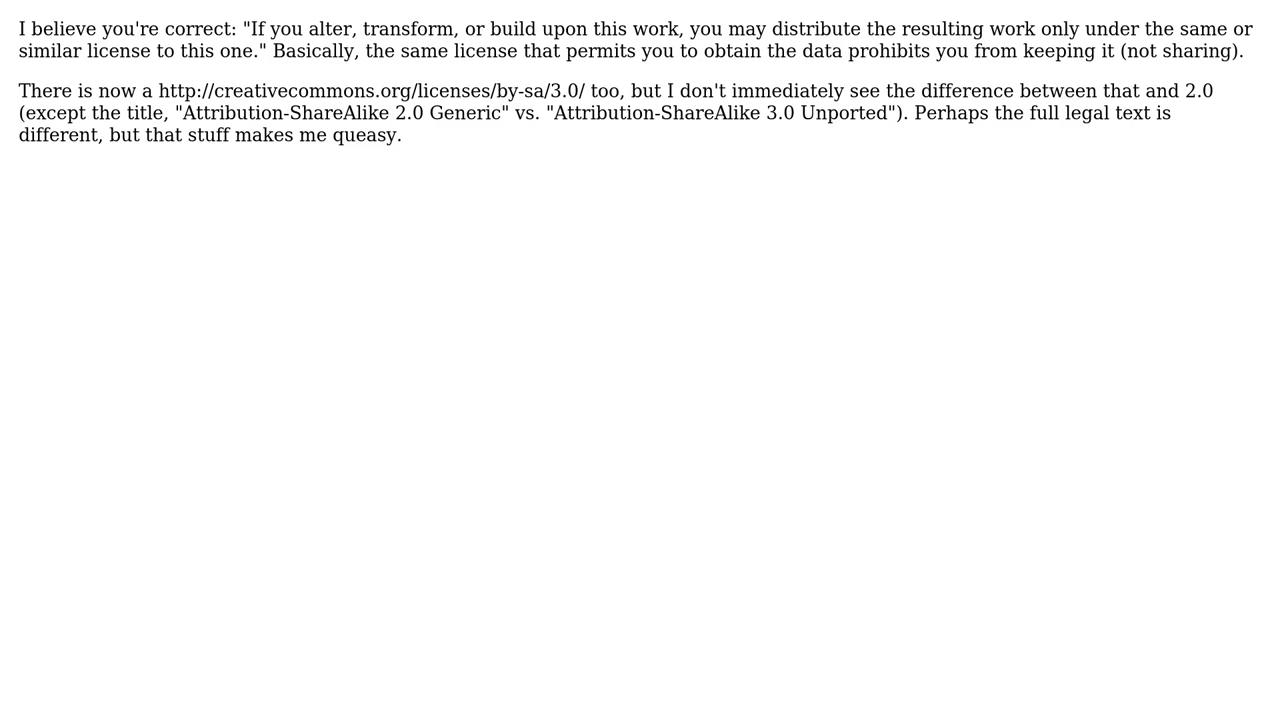 I believe you're correct: "If you alter, transform, or build upon this work, you may distribute the resulting work only under the same or
similar license to this one." Basically, the same license that permits you to obtain the data prohibits you from keeping it (not sharing).
There is now a http://creativecommons.org/licenses/by-sa/3.0/ too, but I don't immediately see the difference between that and 2.0
(except the title, "Attribution-ShareAlike 2.0 Generic" vs. "Attribution-ShareAlike 3.0 Unported"). Perhaps the full legal text is
different, but that stuff makes me queasy.